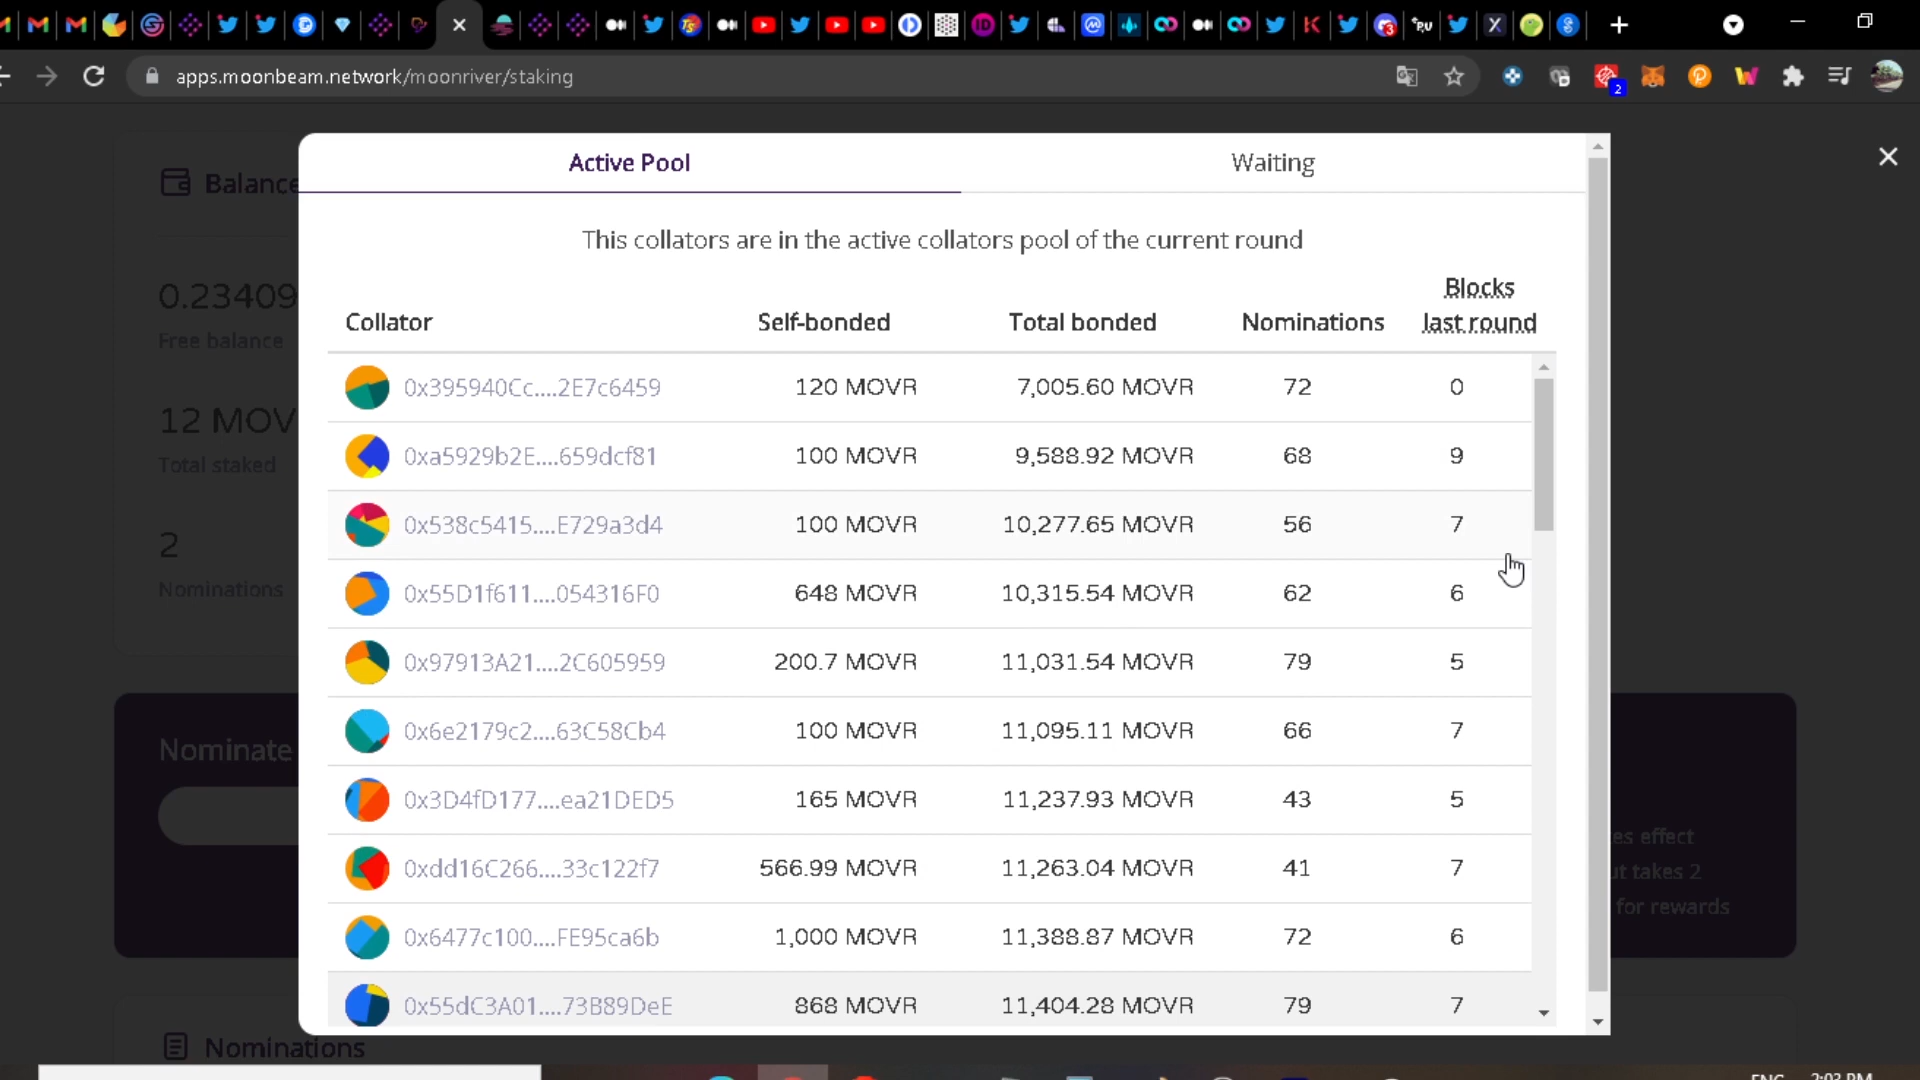 apps.moonbeam.network/moonriver/staking
2
Active Pool
Waiting
Balance
This collators are in the active collators pool of the current round
Collator
Self-bonded
Total bonded
Nominations
Blocks
last round
0.23409
Free balance
12 MOV
Total staked
2
Nominations
0x395940Cc....2E7c6459 120 MOVR 7,005.60 MOVR 72 0
0xa5929b2E....659dcf81 100 MOVR 9,588.92 MOVR 68 9
0x538c5415....E729a3d4 100 MOVR 10,277.65 MOVR 56 7
0x55D1f611....054316F0 648 MOVR 10,315.54 MOVR 62 6
0x97913A21....2C605959 200.7 MOVR 11,031.54 MOVR 79 5
0x6e2179c2....63C58Cb4 100 MOVR 11,095.11 MOVR 66 7
0x3D4fD177....ea21DED5 165 MOVR 11,237.93 MOVR 43 5
0xdd16C266....33c122f7 566.99 MOVR 11,263.04 MOVR 41 7
0x6477c100....FE95ca6b 1,000 MOVR 11,388.87 MOVR 72 6
0x55dC3A01....73B89DeE 868 MOVR 11,404.28 MOVR 79 7
Nominate
es effect
ut takes 2
for rewards
Nominations
ENG 2:03 PM